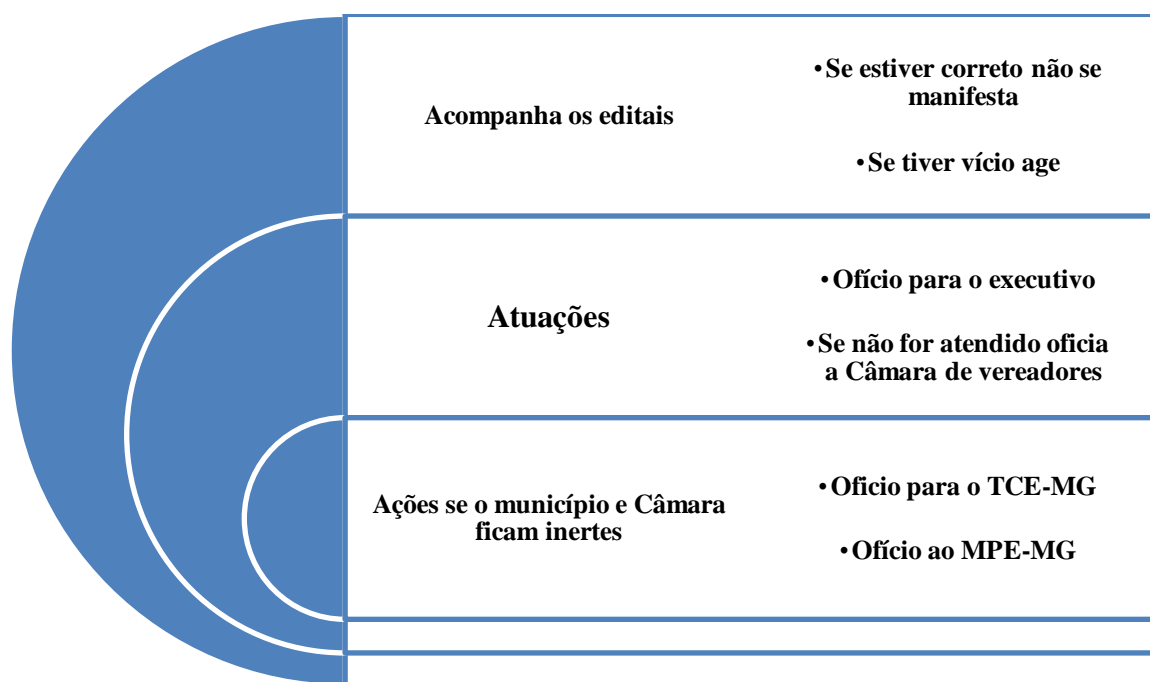 Acompanha os editais
•Se estiver correto não se
manifesta
•Se tiver vício age
Atuações
•Ofício para o executivo
•Se não for atendido oficia
a Câmara de vereadores
Ações se o município e Câmara
ficam inertes
•Oficio para o TCE-MG
•Ofício ao MPE-MG